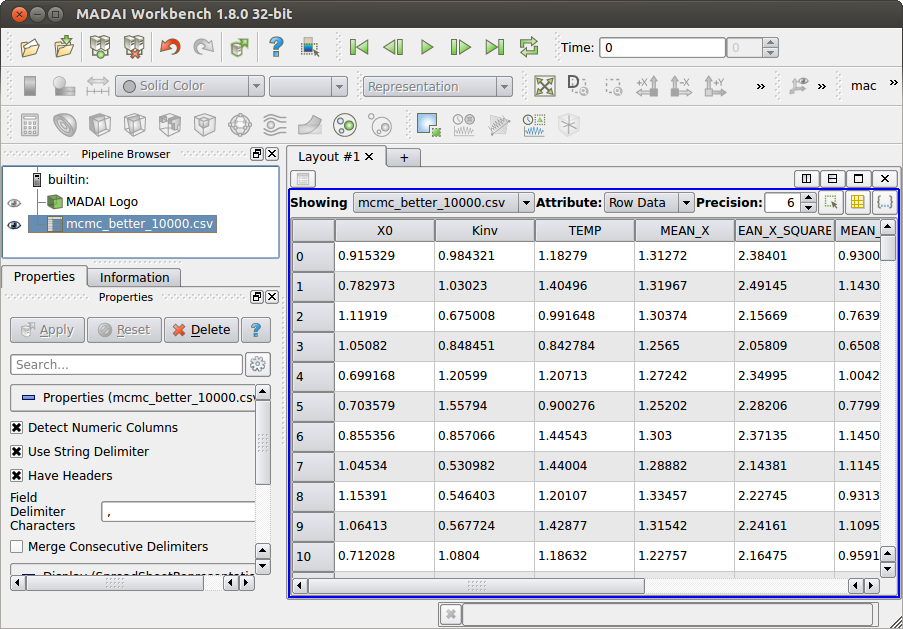 MADAI Workbench 1.8.0 32-bit
Time: 0 0
Solid Color Representation mac
Pipeline Browser
builtin:
MADAI Logo
mcmc_better_10000.csv
Properties Information
Properties
Apply Reset Delete ?
Search...
Properties (mcmc_better_10000.csv
Detect Numeric Columns
Use String Delimiter
Have Headers
Field
Delimiter
Characters
,
Merge Consecutive Delimiters
Display (SpreadSheetRepresentatio
Layout #1 +
Showing mcmc_better_10000.csv Attribute: Row Data Precision: 6
X0 Kinv TEMP MEAN_X EAN_X_SQUARE MEAN_
0 0.915329 0.984321 1.18279 1.31272 2.38401 0.9300
1 0.782973 1.03023 1.40496 1.31967 2.49145 1.1430
2 1.11919 0.675008 0.991648 1.30374 2.15669 0.7639
3 1.05082 0.848451 0.842784 1.2565 2.05809 0.6508
4 0.699168 1.20599 1.20713 1.27242 2.34995 1.0042
5 0.703579 1.55794 0.900276 1.25202 2.28206 0.7799
6 0.855356 0.857066 1.44543 1.303 2.37135 1.1450
7 1.04534 0.530982 1.44004 1.28882 2.14381 1.1145
8 1.15391 0.546403 1.20107 1.33457 2.22745 0.9313
9 1.06413 0.567724 1.42877 1.31542 2.24161 1.1095
10 0.712028 1.0804 1.18632 1.22757 2.16475 0.9591